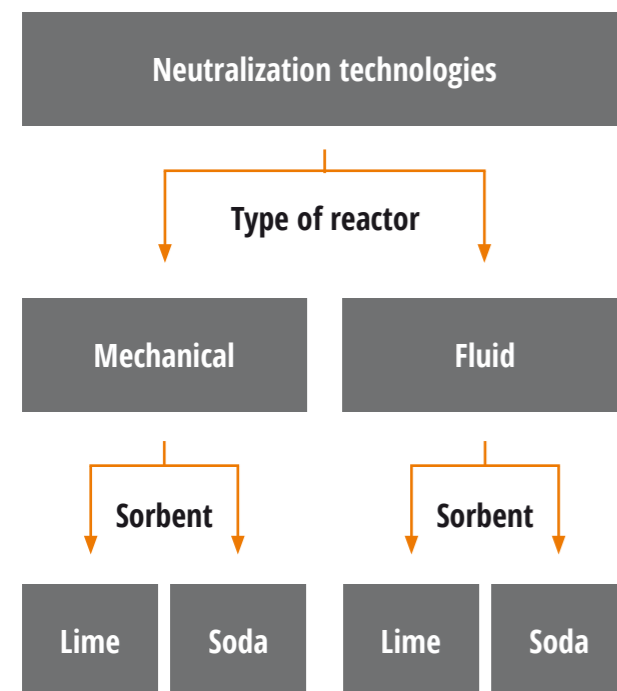 Neutralization technologies
Type of reactor
Mechanical
Fluid
Sorbent
Sorbent
Lime
Soda
Lime
Soda